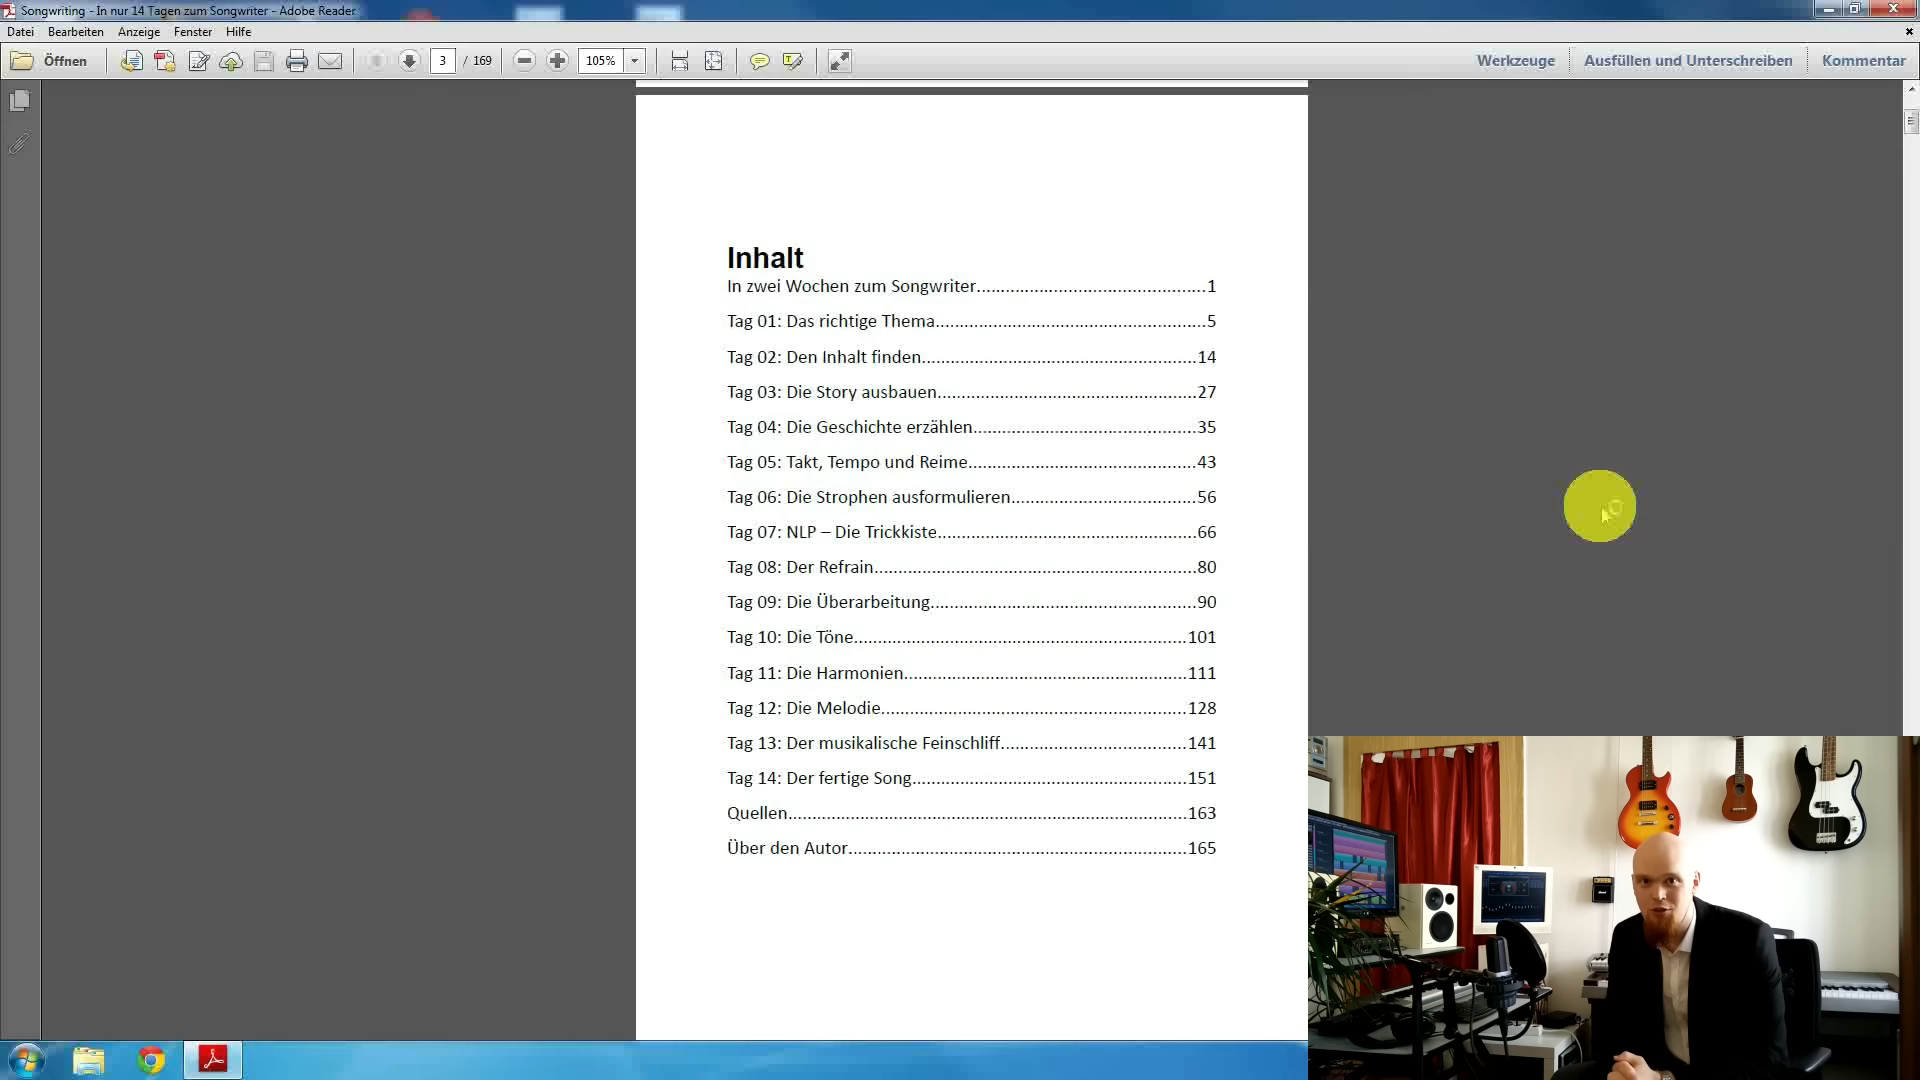 Songwriting - In nur 14 Tagen zum Songwriter - Adobe Reader
Datei Bearbeiten Anzeige Fenster Hilfe
Öffnen 3 / 169 105% Werkzeuge Ausfüllen und Unterschreiben Kommentar
Inhalt
In zwei Wochen zum Songwriter................................................1
Tag 01: Das richtige Thema.........................................................5
Tag 02: Den Inhalt finden..........................................................14
Tag 03: Die Story ausbauen.......................................................27
Tag 04: Die Geschichte erzählen...............................................35
Tag 05: Takt, Tempo und Reime................................................43
Tag 06: Die Strophen ausformulieren.......................................56
Tag 07: NLP – Die Trickkiste.......................................................66
Tag 08: Der Refrain....................................................................80
Tag 09: Die Überarbeitung........................................................90
Tag 10: Die Töne......................................................................101
Tag 11: Die Harmonien............................................................111
Tag 12: Die Melodie................................................................128
Tag 13: Der musikalische Feinschliff.......................................141
Tag 14: Der fertige Song..........................................................151
Quellen....................................................................................163
Über den Autor.......................................................................165